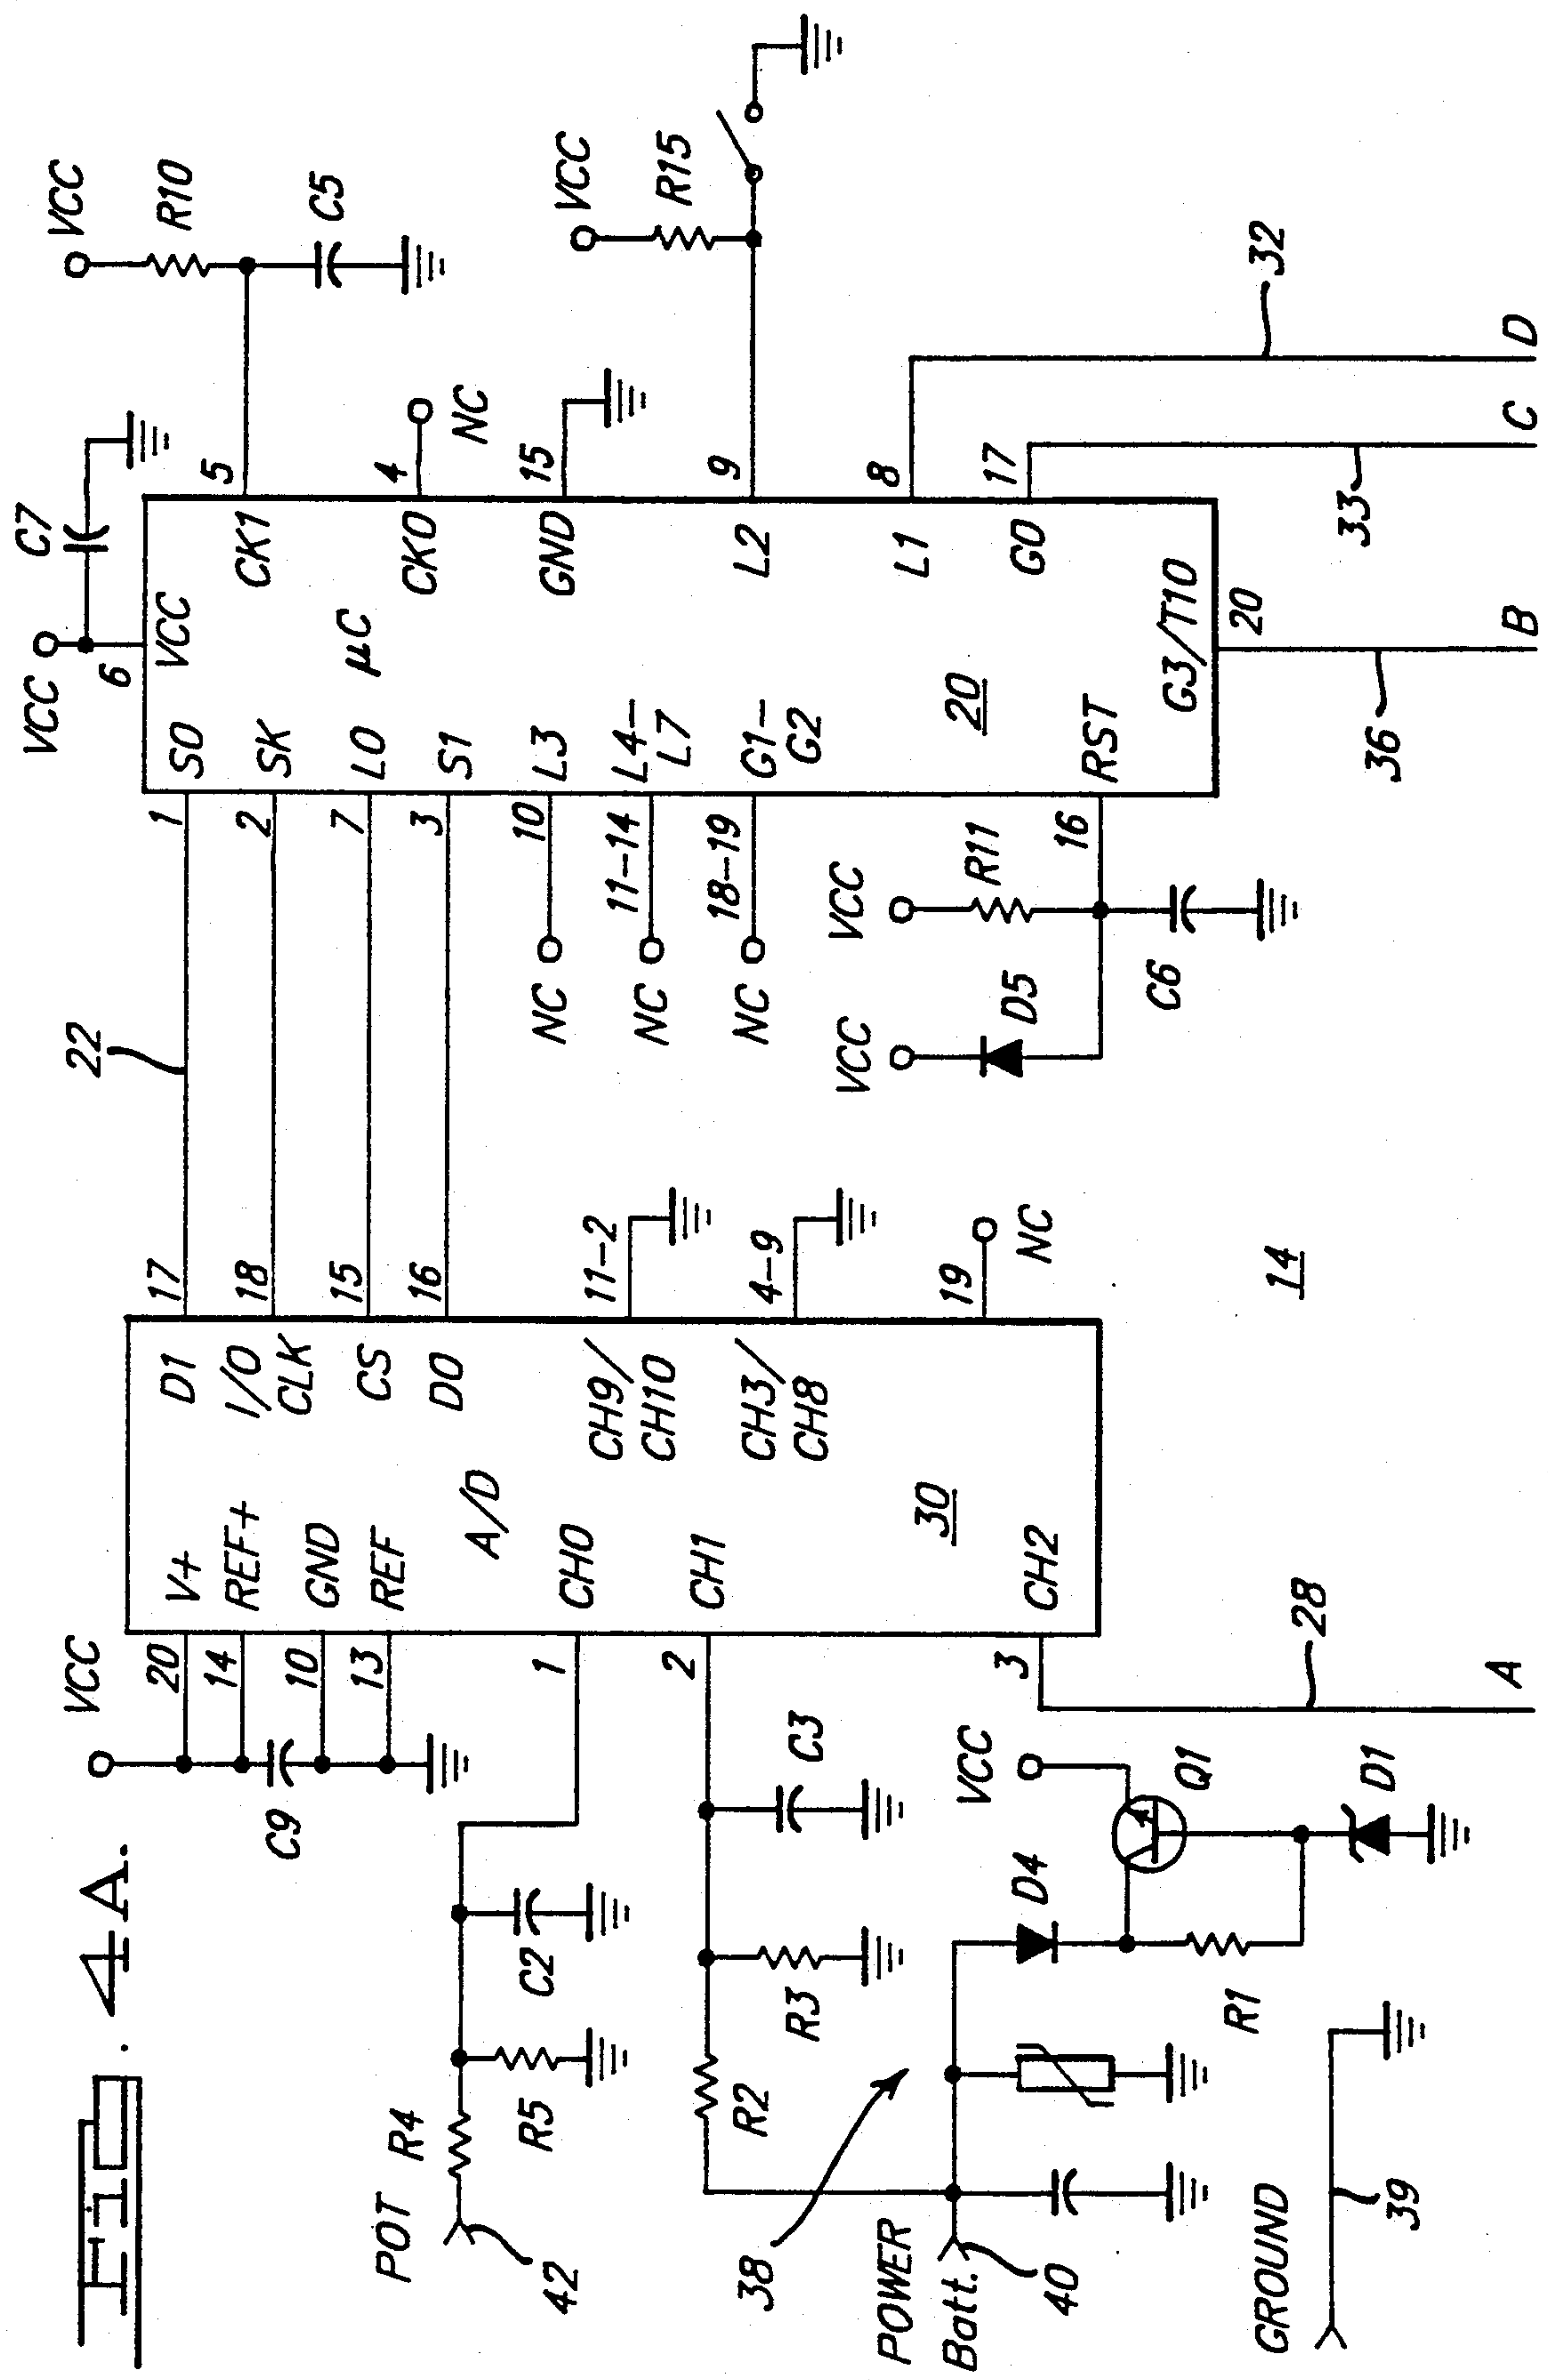 Fig. 4A.
VCC
C9
20
14
10
13
V+
REF+
GND
REF
A/D
CH0
CH1
30
CH2
D1
I/O
CLK
CS
DO
CH9/
CH10
CH3/
CH8
17
18
15
16
11-2
4-9
19
NC
1
2
3
POT
R4
42
R5
C2
R2
R3
C3
38
POWER
Batt.
40
GROUND
39
D4
R1
VCC
Q1
D1
28
A
14
22
1
2
7
3
10
11-14
18-19
NC
NC
NC
VCC
D5
VCC
R11
C6
16
VCC
6
C7
VCC
SO
SK
LO
S1
L3
L4-
L7
G1-
G2
20
RST
μC
CK1
CKO
GND
L2
L1
GO
G3/T10
5
4
15
9
8
17
20
NC
VCC
R10
C5
VCC
R15
36
B
33
C
32
D